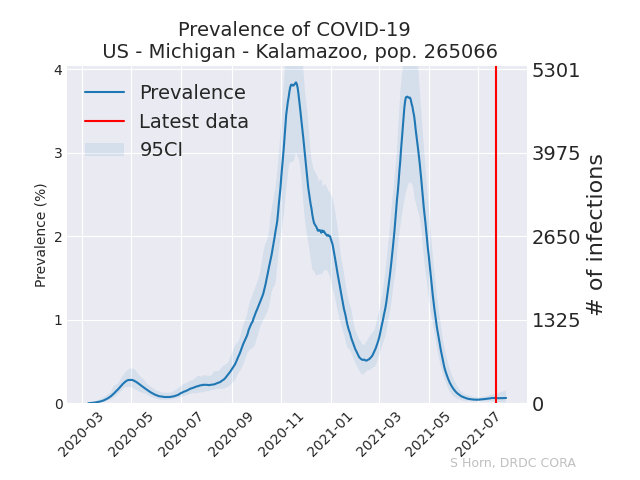 Prevalence of COVID-19
US - Michigan - Kalamazoo, pop. 265066
Prevalence
Latest data
95CI
Prevalence (%)
4
3
2
1
0
5301
3975
2650
1325
0
# of infections
2020-03
2020-05
2020-07
2020-09
2020-11
2021-01
2021-03
2021-05
2021-07
S Horn, DRDC CORA